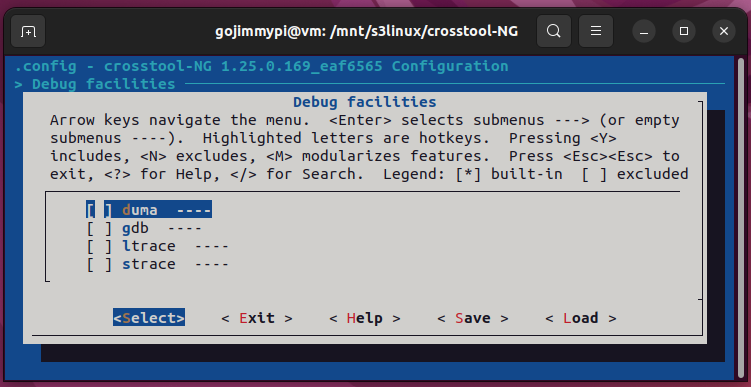 gojimmypi@vm: /mnt/s3linux/crosstool-NG
.config - crosstool-NG 1.25.0.169_eaf6565 Configuration
> Debug facilities
Debug facilities
Arrow keys navigate the menu.  <Enter> selects submenus ---> (or empty
submenus ----).  Highlighted letters are hotkeys.  Pressing <Y>
includes, <N> excludes, <M> modularizes features.  Press <Esc><Esc> to
exit, <?> for Help, </> for Search.  Legend: [*] built-in  [ ] excluded
[ ] duma  ----
[ ] gdb  ----
[ ] ltrace  ----
[ ] strace  ----
<Select>    < Exit >    < Help >    < Save >    < Load >